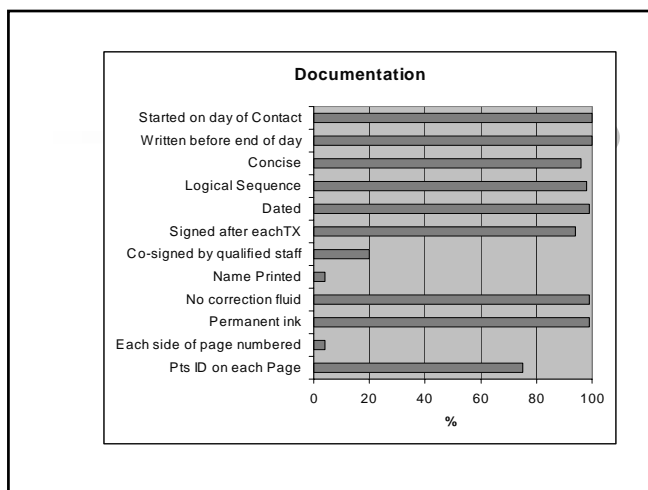 Documentation
Started on day of Contact
Written before end of day
Concise
Logical Sequence
Dated
Signed after eachTX
Co-signed by qualified staff
Name Printed
No correction fluid
Permanent ink
Each side of page numbered
Pts ID on each Page
0 20 40 60 80 100
%